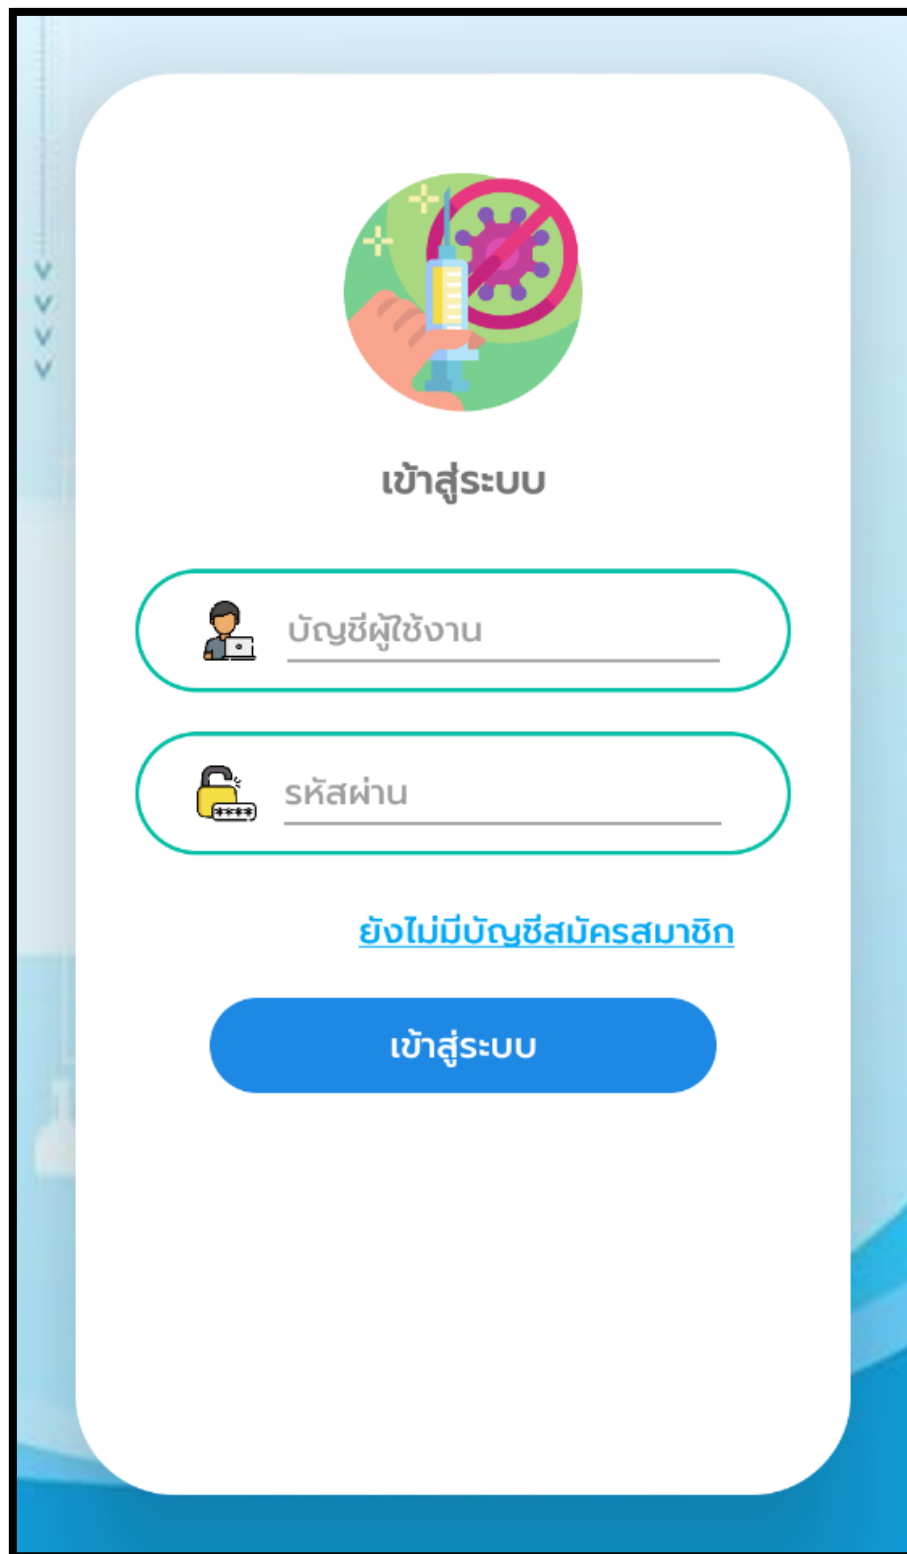 เข้าสู่ระบบ
บัญชีผู้ใช้งาน
รหัสผ่าน
****
ยังไม่มีบัญชีสมัครสมาชิก
เข้าสู่ระบบ